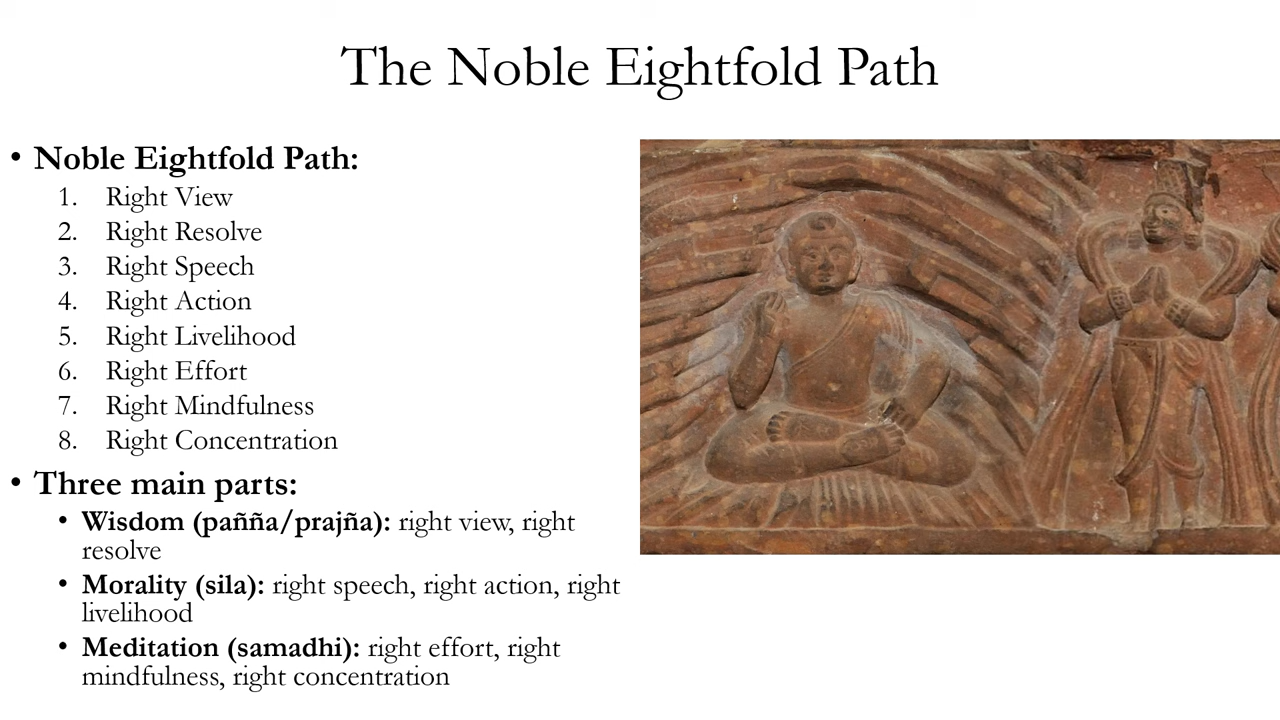 The Noble Eightfold Path
• Noble Eightfold Path:
1. Right View
2. Right Resolve
3. Right Speech
4. Right Action
5. Right Livelihood
6. Right Effort
7. Right Mindfulness
8. Right Concentration
• Three main parts:
• Wisdom (pañña/prajña): right view, right
resolve
• Morality (sila): right speech, right action, right
livelihood
• Meditation (samadhi): right effort, right
mindfulness, right concentration